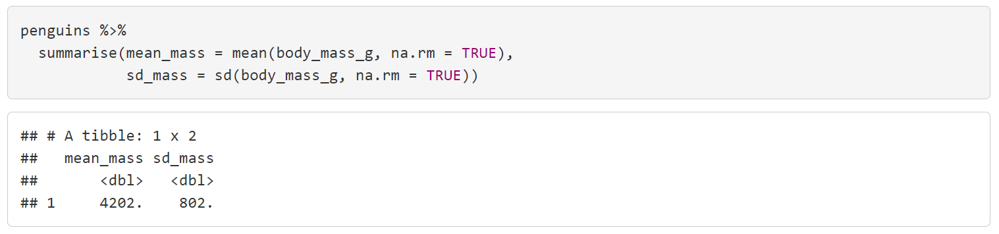 penguins %>%
  summarise(mean_mass = mean(body_mass_g, na.rm = TRUE),
            sd_mass = sd(body_mass_g, na.rm = TRUE))
## # A tibble: 1 x 2
##   mean_mass sd_mass
##       <dbl>   <dbl>
## 1     4202.    802.